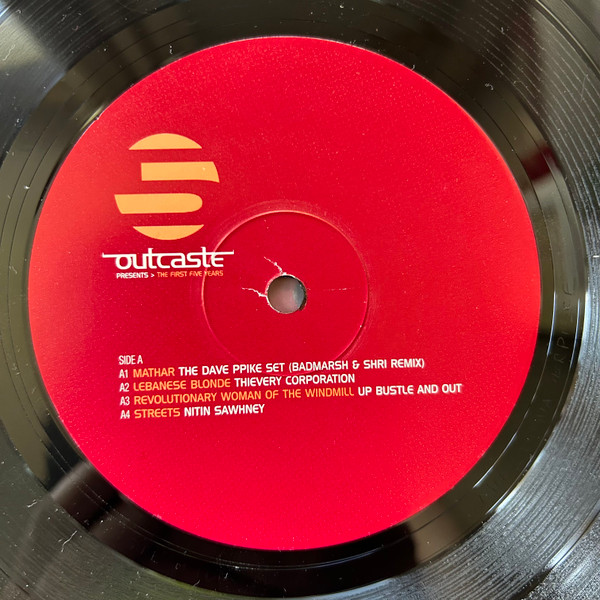 5
outcaste
PRESENTS > THE FIRST FIVE YEARS
SIDE A
A1 MATHAR THE DAVE PPIKE SET (BADMARSH & SHRI REMIX)
A2 LEBANESE BLONDE THIEVERY CORPORATION
A3 REVOLUTIONARY WOMAN OF THE WINDMILL UP BUSTLE AND OUT
A4 STREETS NITIN SAWHNEY